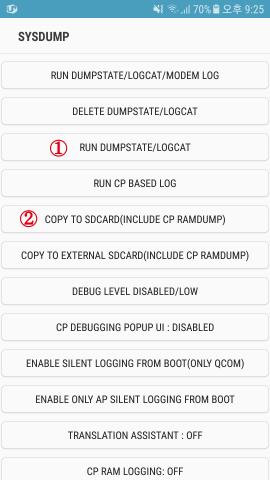 70% 오후 9:25
SYSDUMP
RUN DUMPSTATE/LOGCAT/MODEM LOG
DELETE DUMPSTATE/LOGCAT
① RUN DUMPSTATE/LOGCAT
RUN CP BASED LOG
② COPY TO SDCARD(INCLUDE CP RAMDUMP)
COPY TO EXTERNAL SDCARD(INCLUDE CP RAMDUMP)
DEBUG LEVEL DISABLED/LOW
CP DEBUGGING POPUP UI : DISABLED
ENABLE SILENT LOGGING FROM BOOT(ONLY QCOM)
ENABLE ONLY AP SILENT LOGGING FROM BOOT
TRANSLATION ASSISTANT : OFF
CP RAM LOGGING: OFF